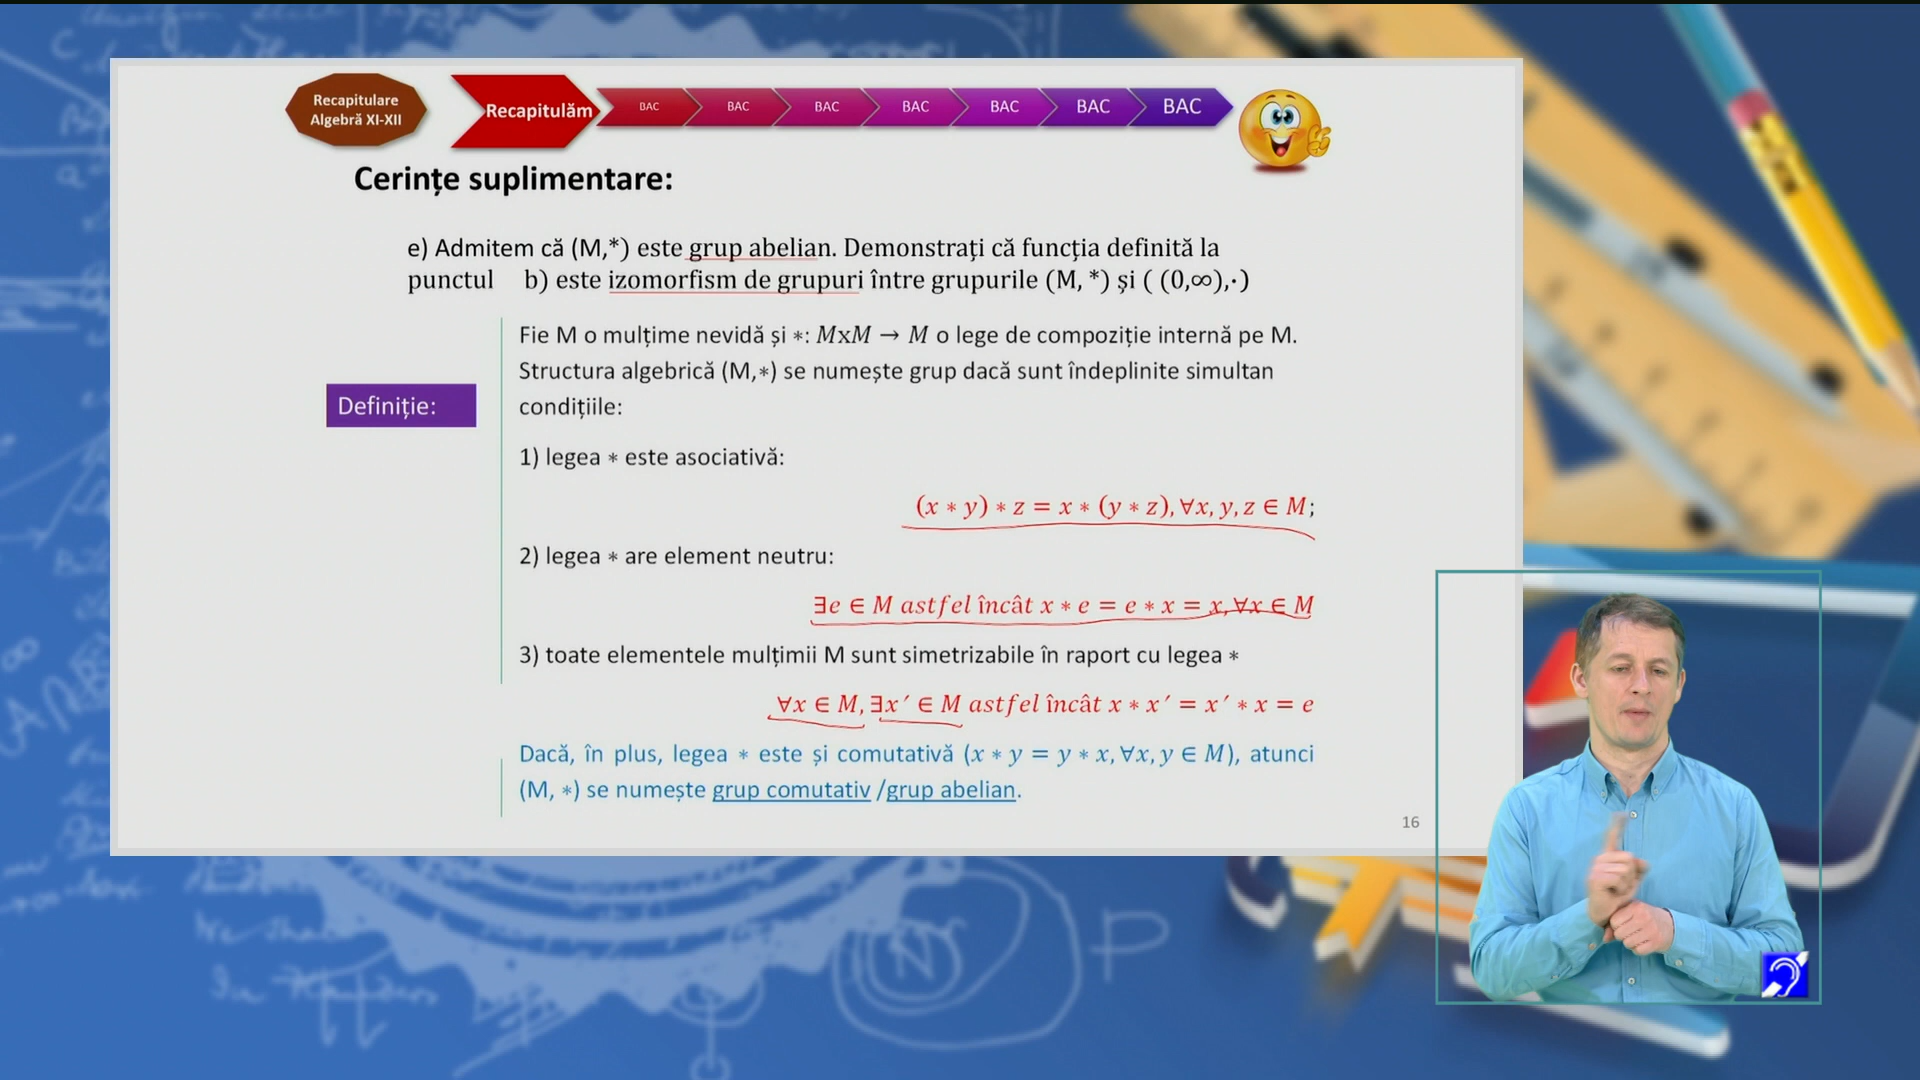 Recapitulare
Algebră XI-XII
Recapitulăm
BAC BAC BAC BAC BAC BAC BAC
Cerințe suplimentare:
e) Admitem că (M,*) este grup abelian. Demonstrați că funcția definită la
punctul b) este izomorfism de grupuri între grupurile (M, *) și ( (0,∞),·)
Definiție:
Fie M o mulțime nevidă și ∗: MxM → M o lege de compoziție internă pe M.
Structura algebrică (M,∗) se numește grup dacă sunt îndeplinite simultan
condițiile:
1) legea ∗ este asociativă:
(x ∗ y) ∗ z = x ∗ (y ∗ z), ∀x, y, z ∈ M;
2) legea ∗ are element neutru:
∃e ∈ M astfel încât x ∗ e = e ∗ x = x, ∀x ∈ M
3) toate elementele mulțimii M sunt simetrizabile în raport cu legea ∗
∀x ∈ M, ∃x′ ∈ M astfel încât x ∗ x′ = x′ ∗ x = e
Dacă, în plus, legea ∗ este și comutativă (x ∗ y = y ∗ x, ∀x, y ∈ M), atunci
(M, ∗) se numește grup comutativ /grup abelian.
16
N
P